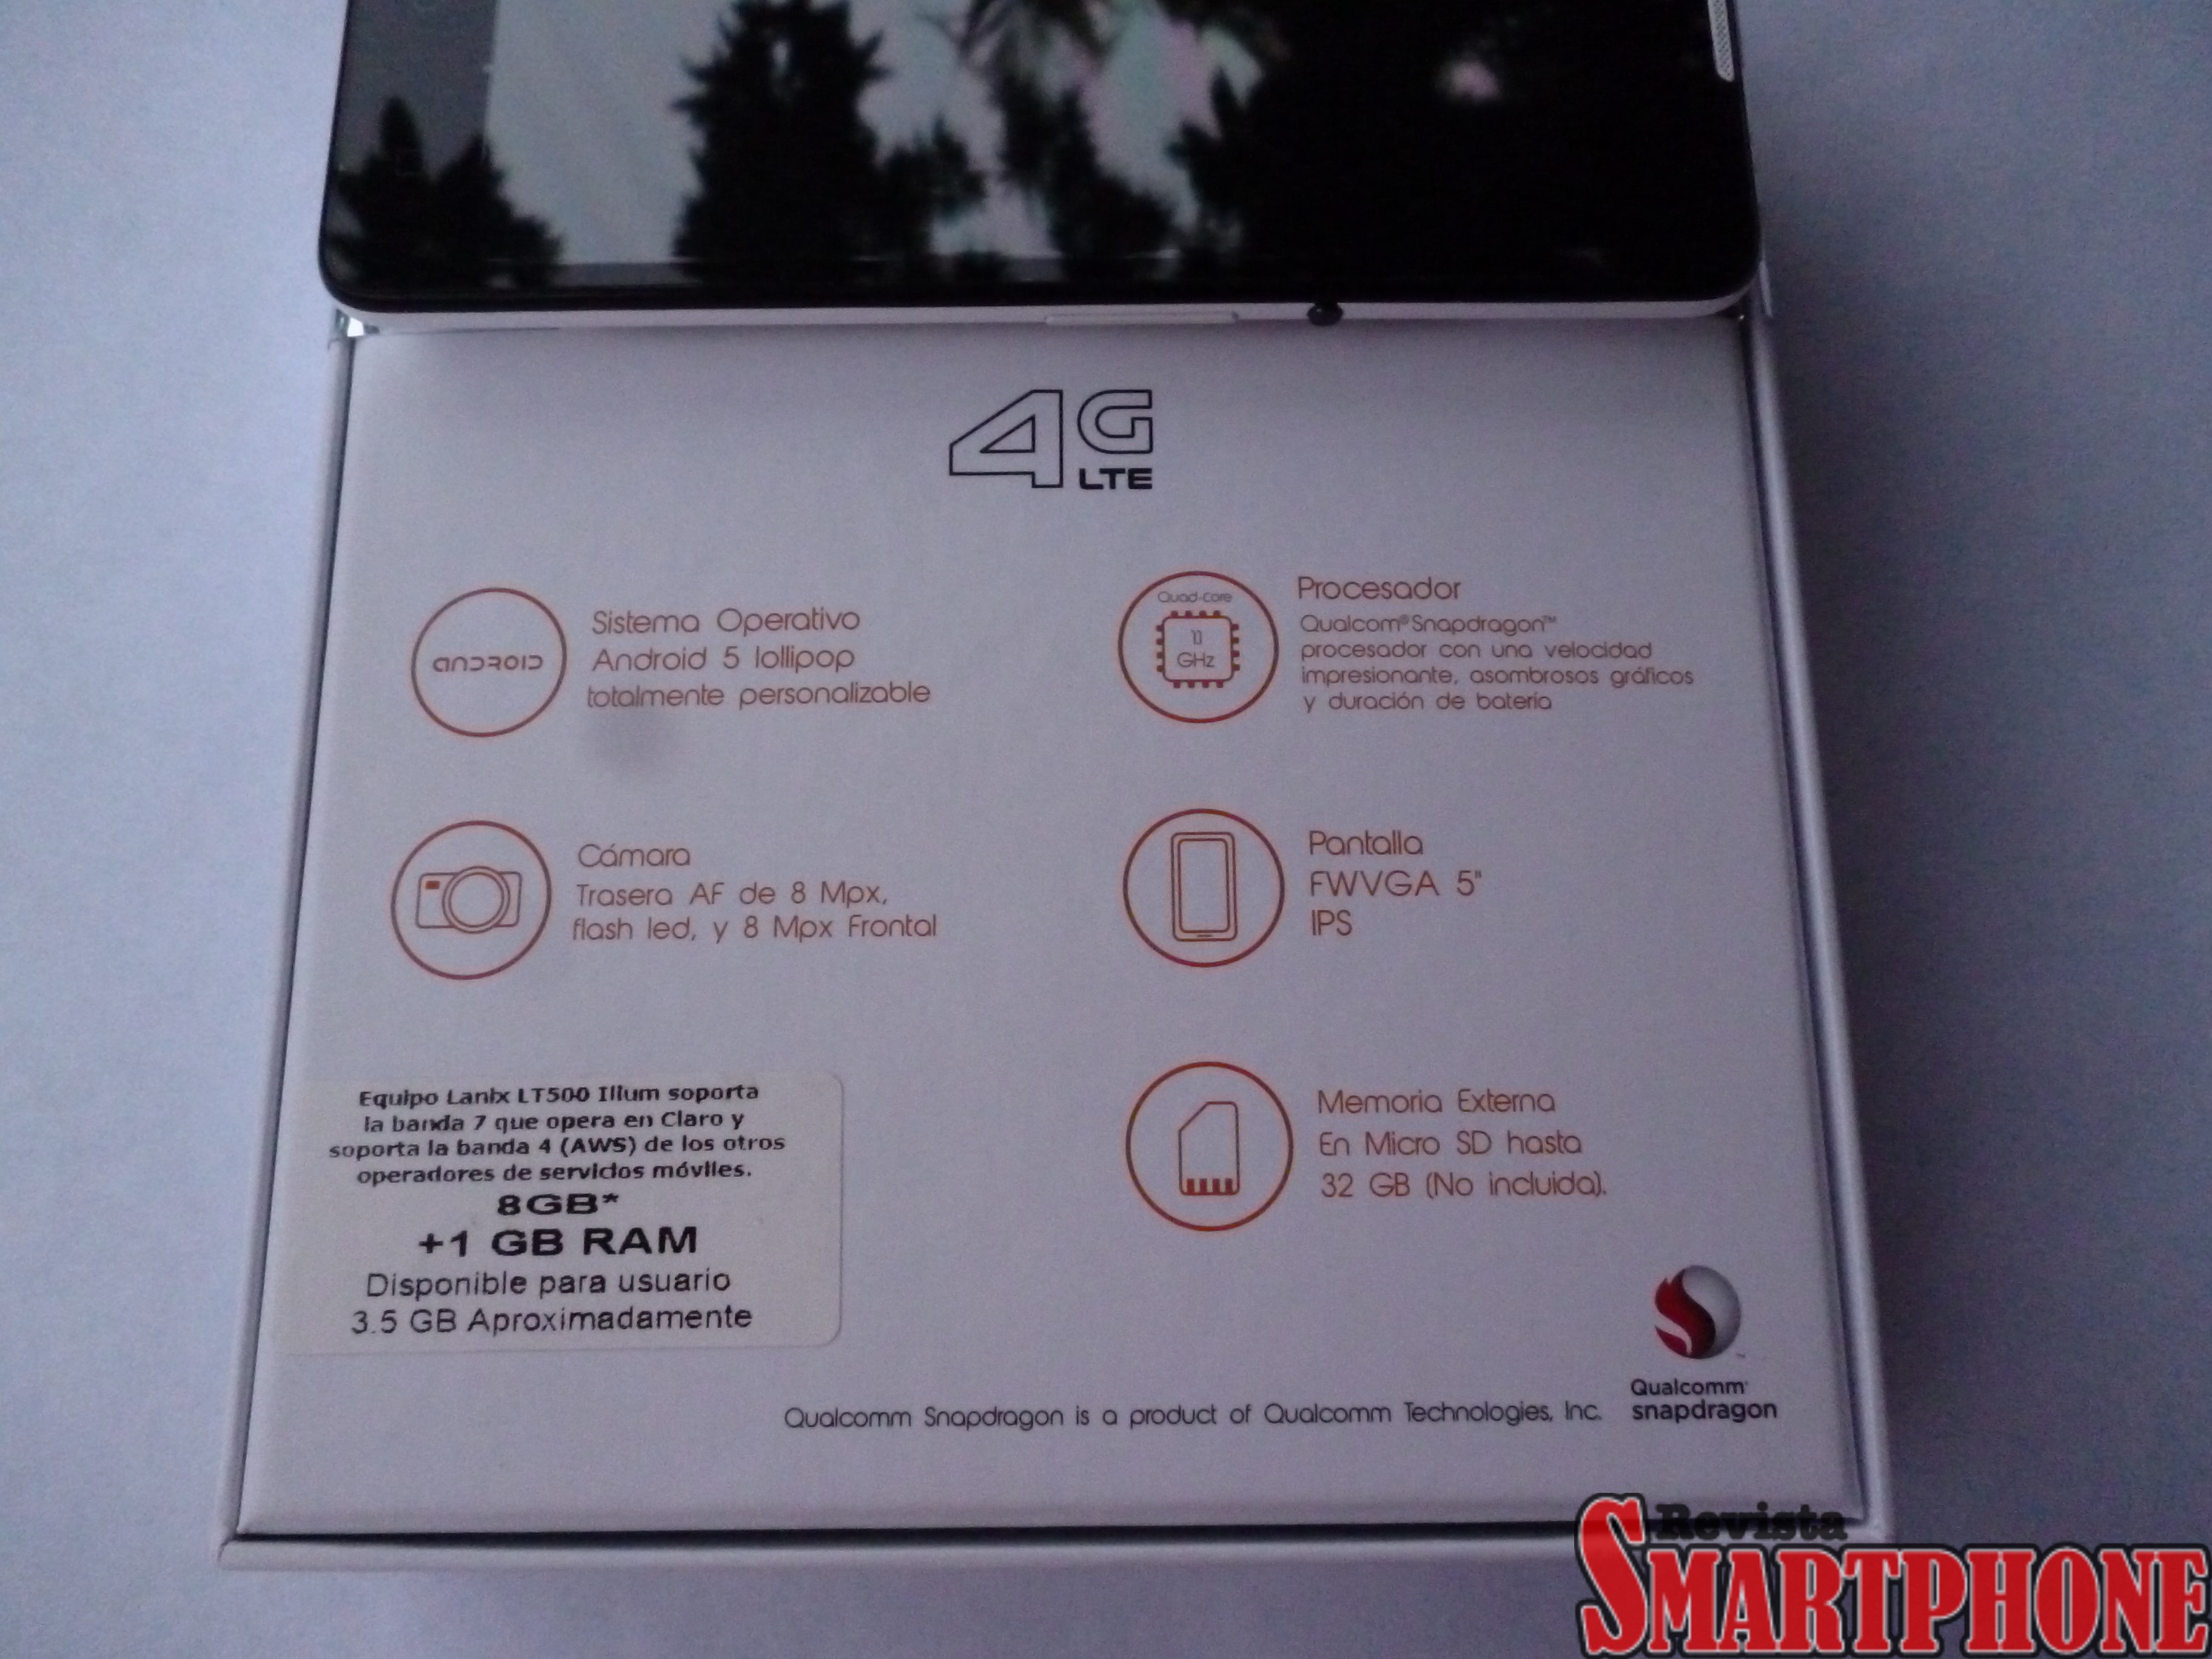 4G
LTE
ANDROID
Sistema Operativo
Android 5 lollipop
totalmente personalizable
Quad-Core
1.1
GHz
Procesador
Qualcom® Snapdragon™
procesador con una velocidad
impresionante, asombrosos gráficos
y duración de batería
Cámara
Trasera AF de 8 Mpx,
flash led, y 8 Mpx Frontal
Pantalla
FWVGA 5"
IPS
Equipo Lanix LT500 Ilium soporta
la banda 7 que opera en Claro y
soporta la banda 4 (AWS) de los otros
operadores de servicios móviles.
8GB*
+1 GB RAM
Disponible para usuario
3.5 GB Aproximadamente
Memoria Externa
En Micro SD hasta
32 GB (No incluida).
Qualcomm Snapdragon is a product of Qualcomm Technologies, Inc.
Qualcomm
snapdragon
Revista
SMARTPHONE